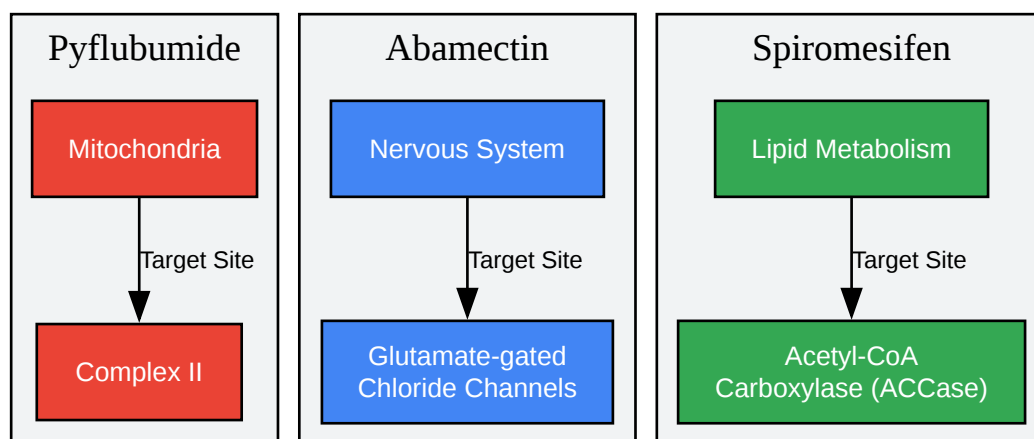 Pyflubumide
Mitochondria
Target Site
Complex II
Abamectin
Nervous System
Target Site
Glutamate-gated
Chloride Channels
Spiromesifen
Lipid Metabolism
Target Site
Acetyl-CoA
Carboxylase (ACCase)